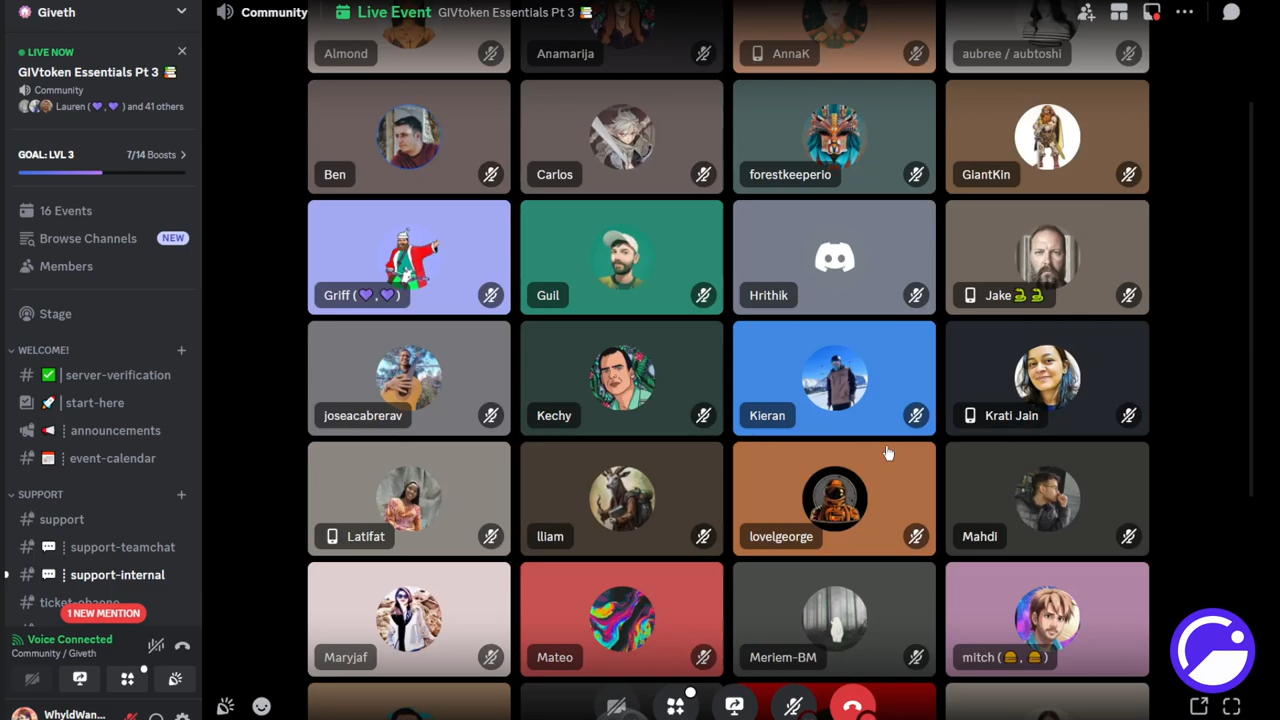 Giveth
LIVE NOW
GIVtoken Essentials Pt 3
Community
Lauren (💜,💜) and 41 others
GOAL: LVL 3
7/14 Boosts
16 Events
Browse Channels
NEW
Members
Stage
WELCOME!
server-verification
start-here
announcements
event-calendar
SUPPORT
support
support-teamchat
support-internal
1 NEW MENTION
Voice Connected
Community / Giveth
WhyldWan...
Community
Live Event
GIVtoken Essentials Pt 3
Almond
Anamarija
AnnaK
aubree / aubtoshi
Ben
Carlos
forestkeeperio
GiantKin
Griff (💜,💜)
Guil
Hrithik
Jake🐍🐍
joseacabrerav
Kechy
Kieran
Krati Jain
Latifat
lliam
lovelgeorge
Mahdi
Maryjaf
Mateo
Meriem-BM
mitch (🍔,🍔)